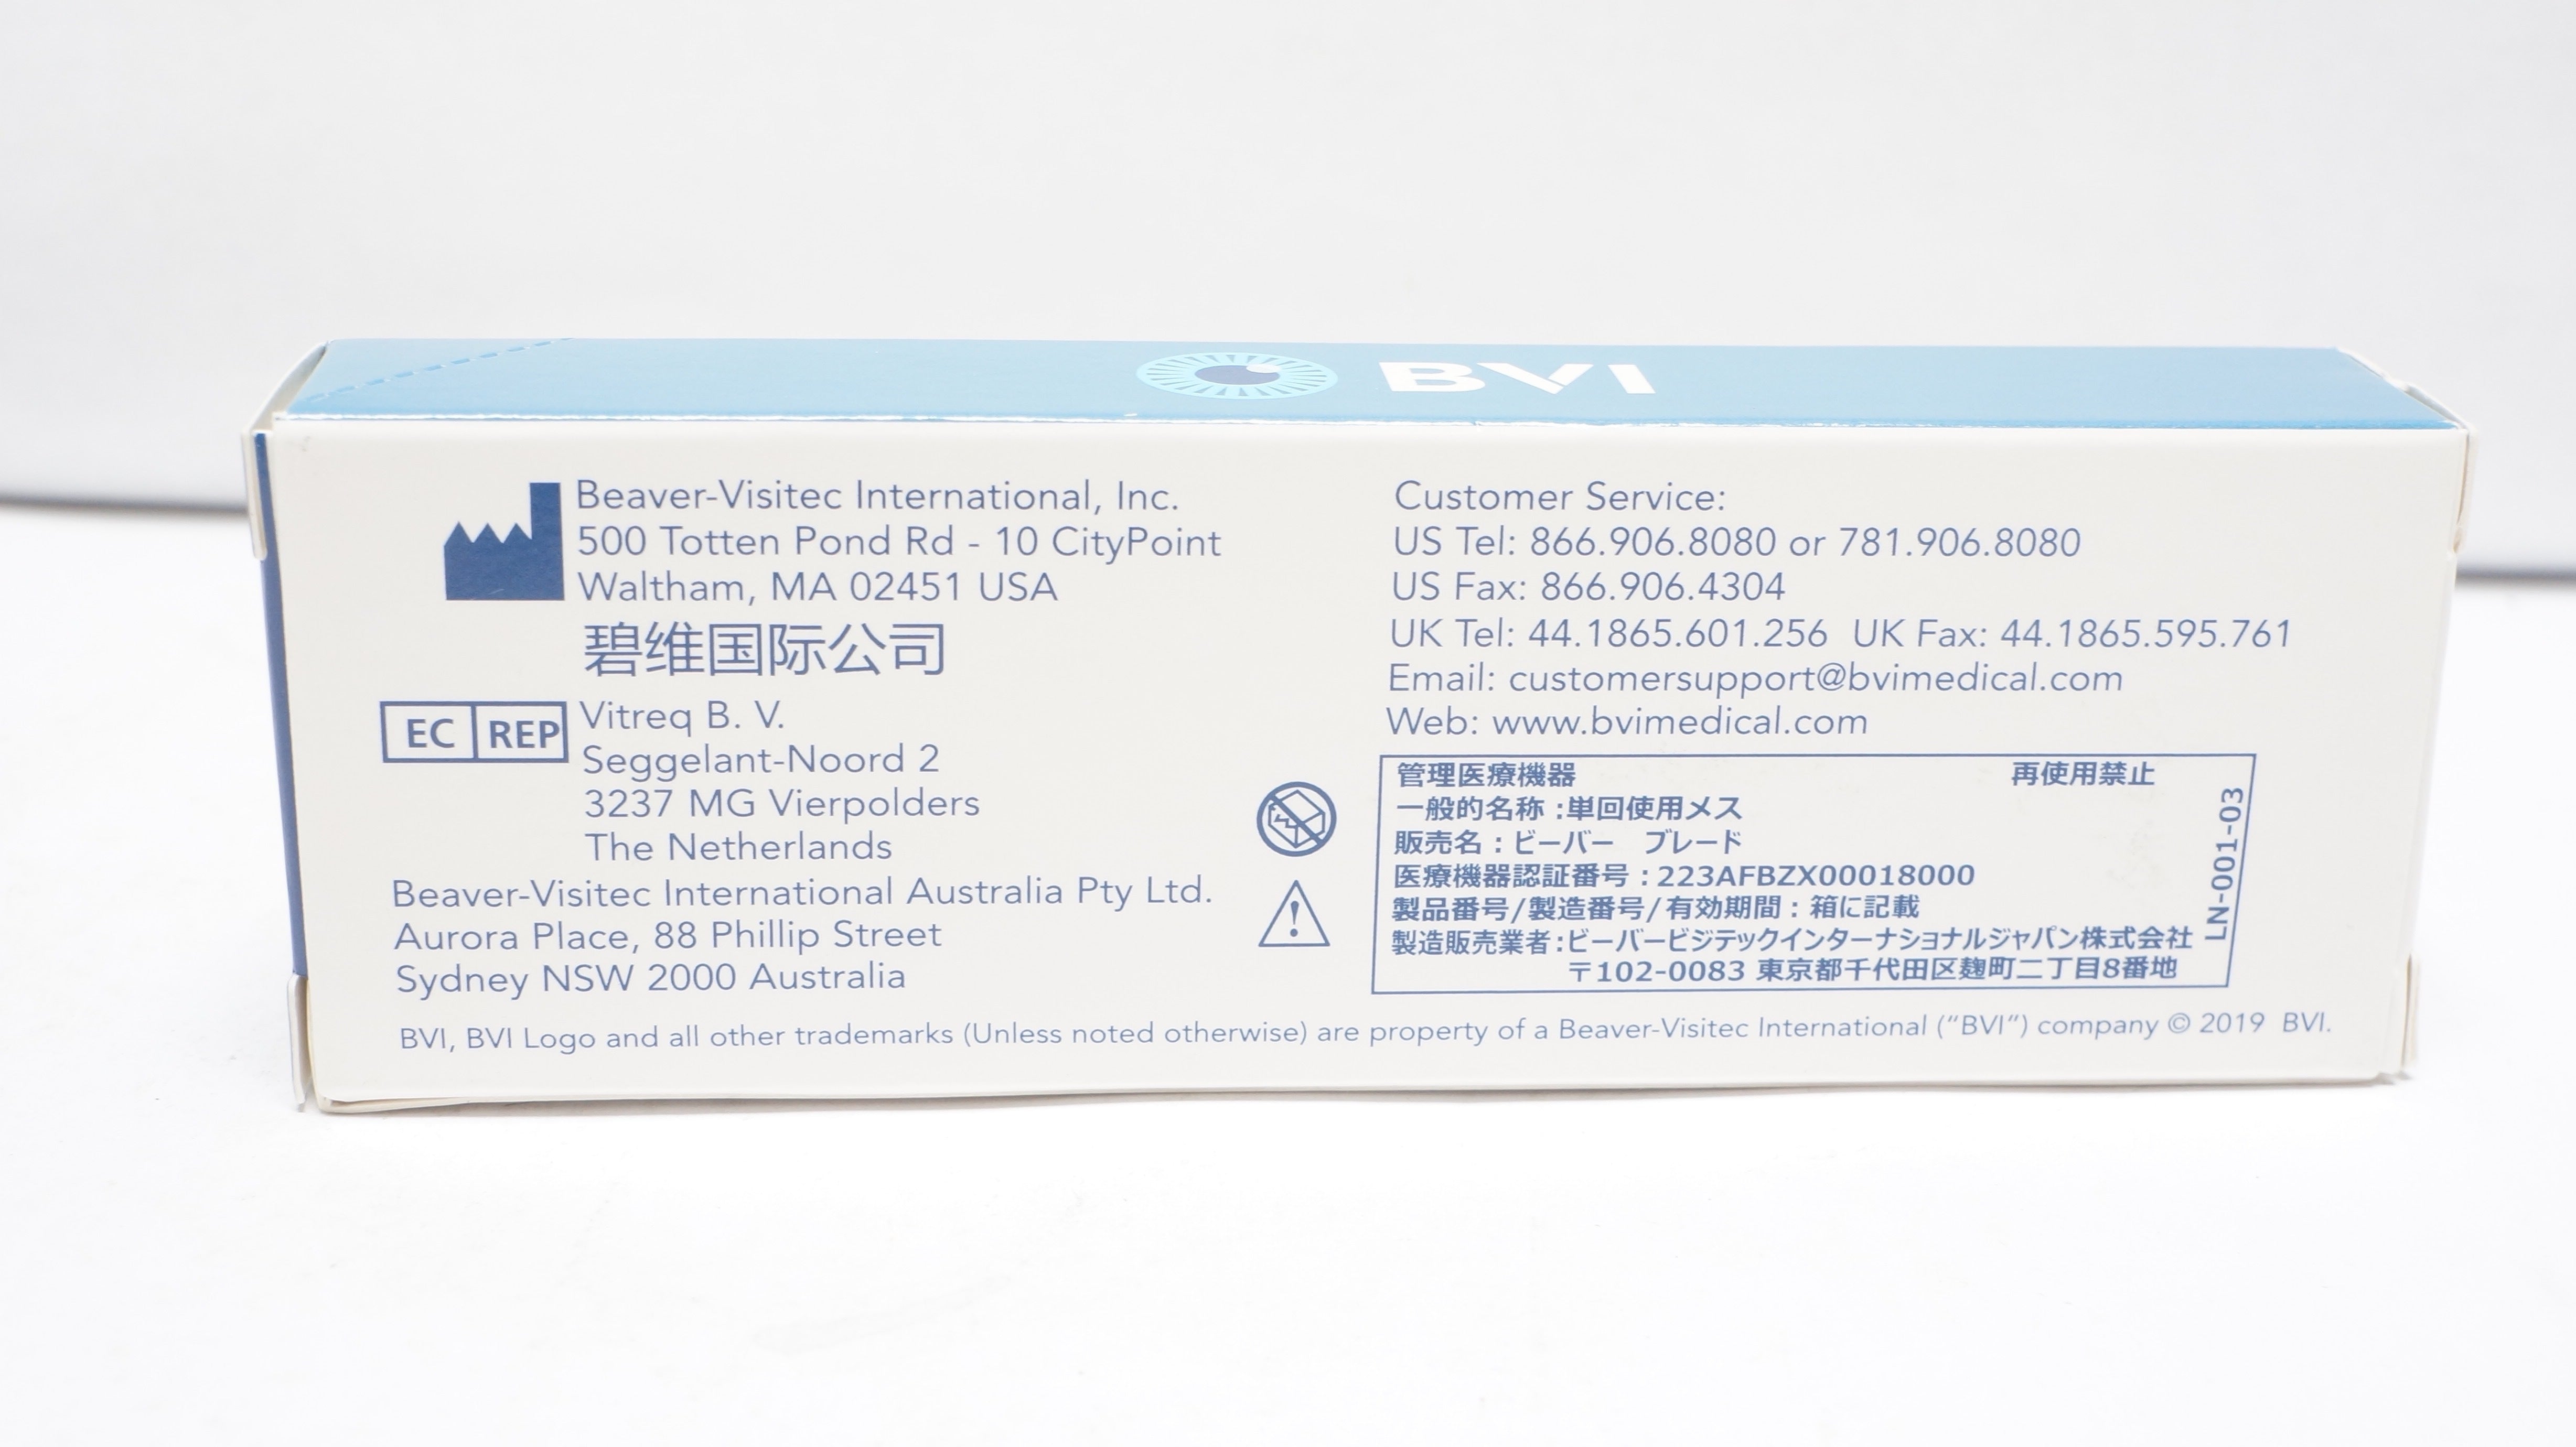 BVI
Beaver-Visitec International, Inc.
500 Totten Pond Rd - 10 CityPoint
Waltham, MA 02451 USA
碧维国际公司
EC REP
Vitreq B. V.
Seggelant-Noord 2
3237 MG Vierpolders
The Netherlands
Beaver-Visitec International Australia Pty Ltd.
Aurora Place, 88 Phillip Street
Sydney NSW 2000 Australia
Customer Service:
US Tel: 866.906.8080 or 781.906.8080
US Fax: 866.906.4304
UK Tel: 44.1865.601.256 UK Fax: 44.1865.595.761
Email: customersupport@bvimedical.com
Web: www.bvimedical.com
管理医療機器 再使用禁止
一般的名称:単回使用メス
販売名:ビーバー ブレード
医療機器認証番号:223AFBZX00018000
製品番号/製造番号/有効期間:箱に記載
製造販売業者:ビーバービジテックインターナショナルジャパン株式会社
〒102-0083 東京都千代田区麹町二丁目8番地
LN-001-03
BVI, BVI Logo and all other trademarks (Unless noted otherwise) are property of a Beaver-Visitec International (“BVI”) company © 2019 BVI.